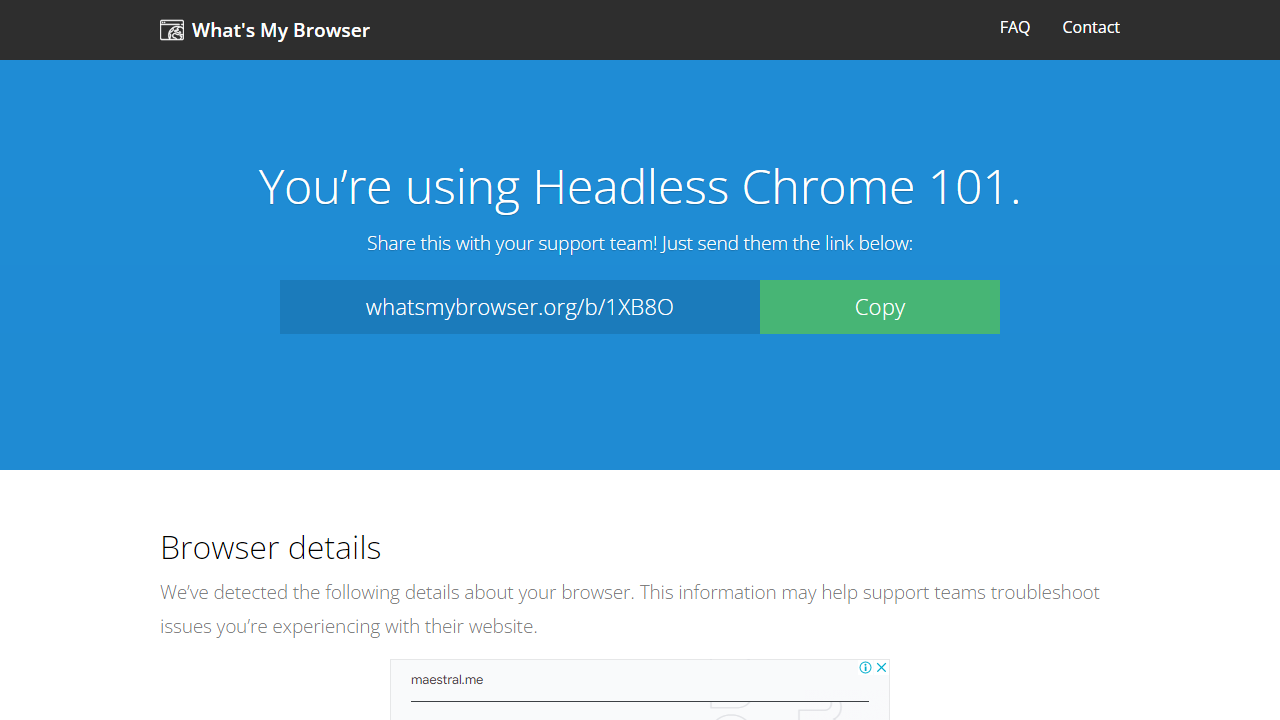 What's My Browser
FAQ
Contact
You’re using Headless Chrome 101.
Share this with your support team! Just send them the link below:
whatsmybrowser.org/b/1XB8O
Copy
Browser details
We’ve detected the following details about your browser. This information may help support teams troubleshoot
issues you’re experiencing with their website.
maestral.me